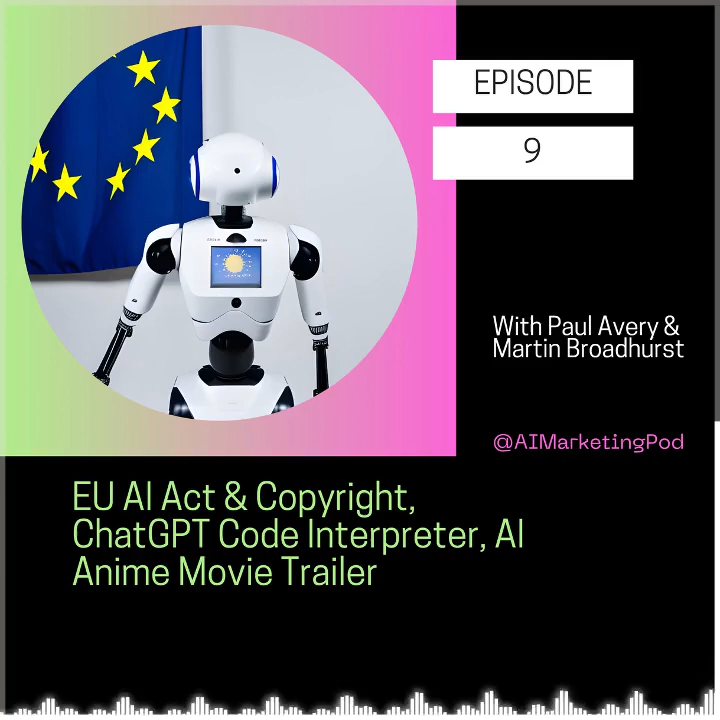 EPISODE
9
With Paul Avery &
Martin Broadhurst
@AIMarketingPod
EU AI Act & Copyright,
ChatGPT Code Interpreter, AI
Anime Movie Trailer